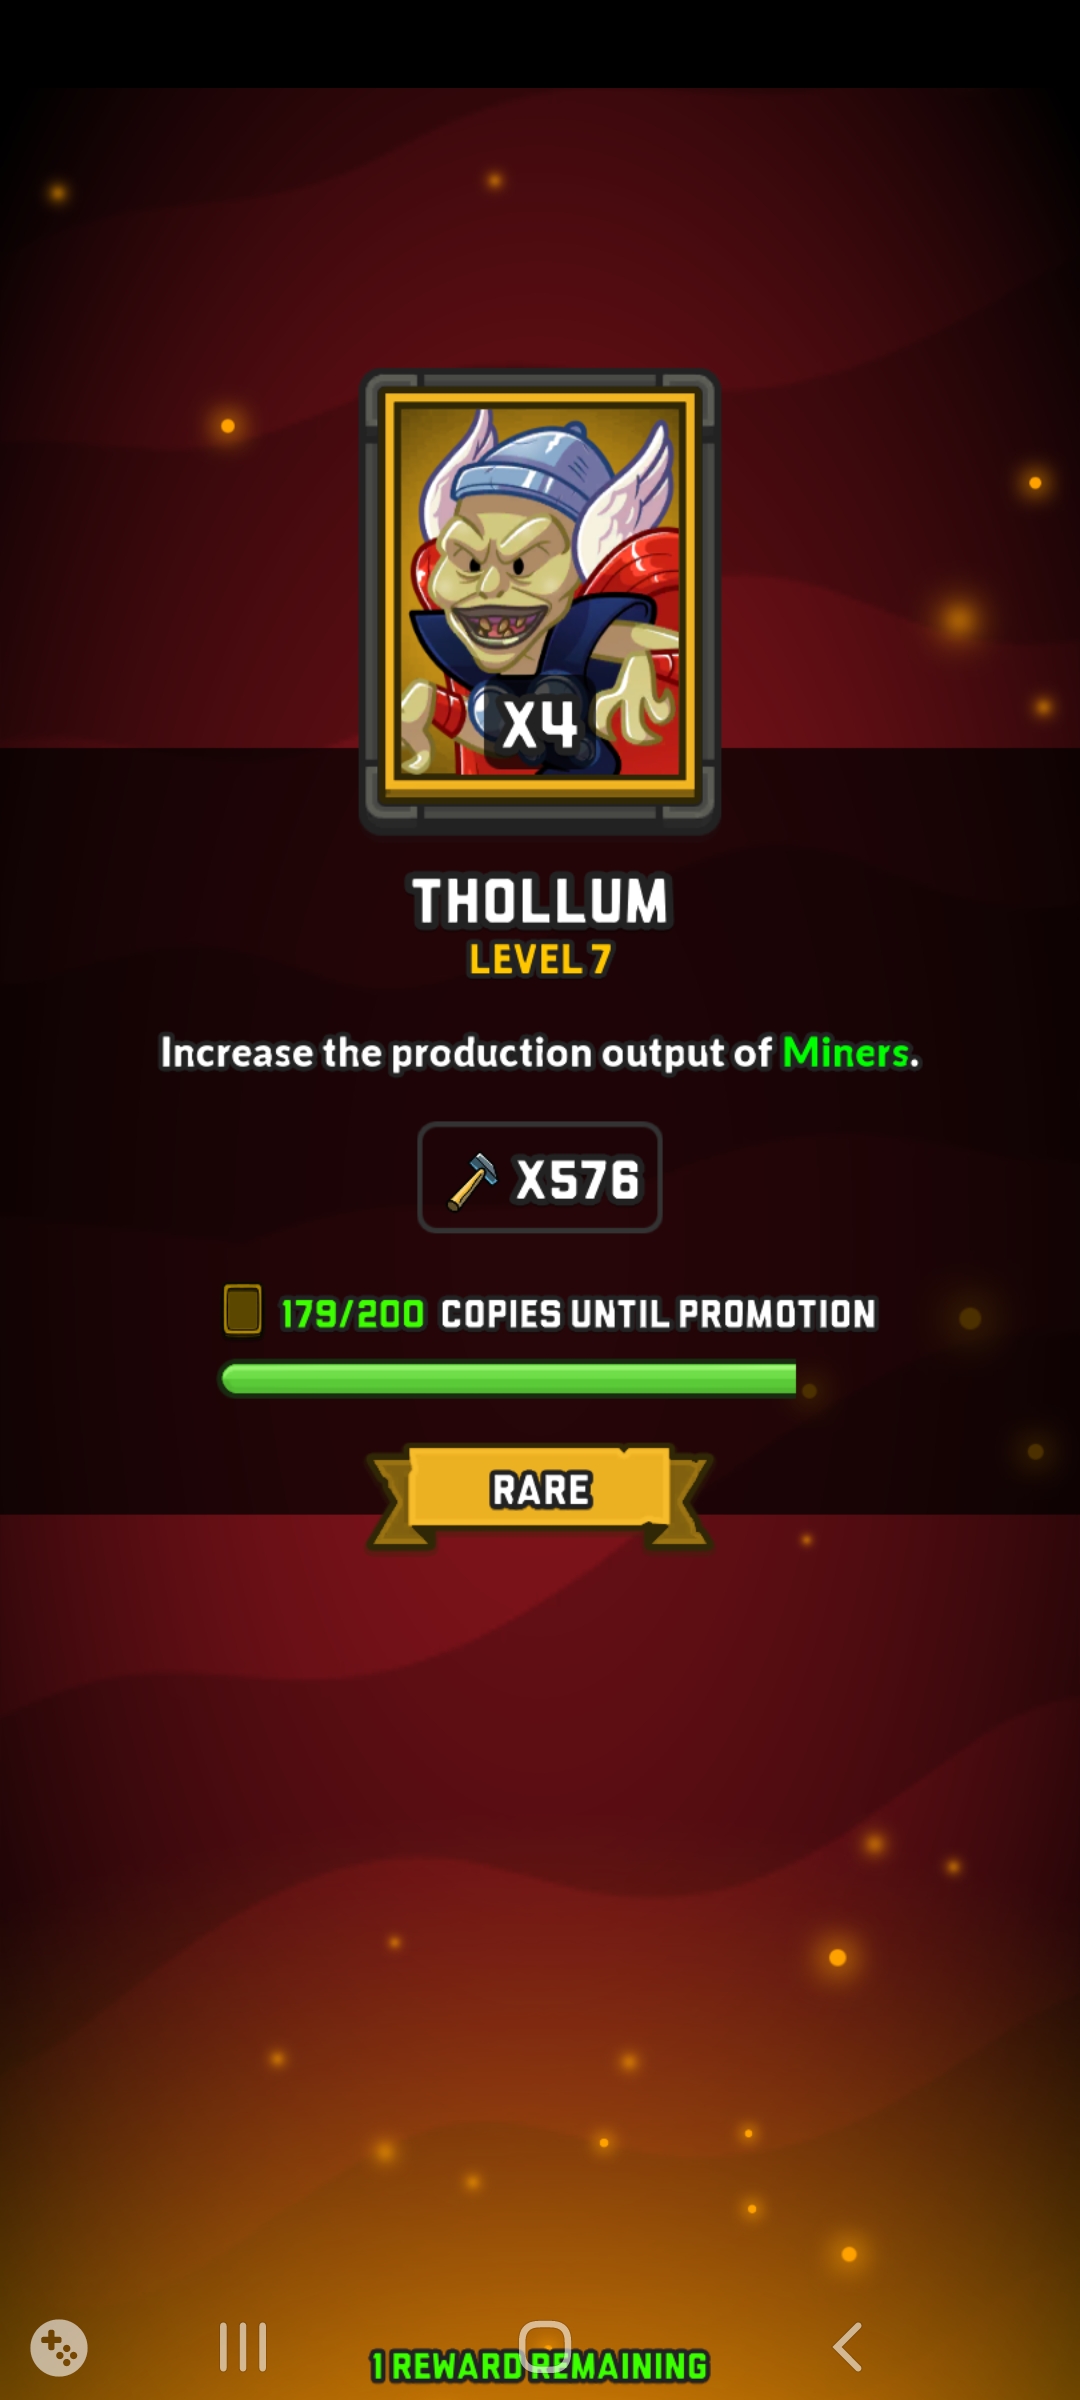 X4
THOLLUM
LEVEL 7
Increase the production output of Miners.
X576
179/200 COPIES UNTIL PROMOTION
RARE
1 REWARD REMAINING